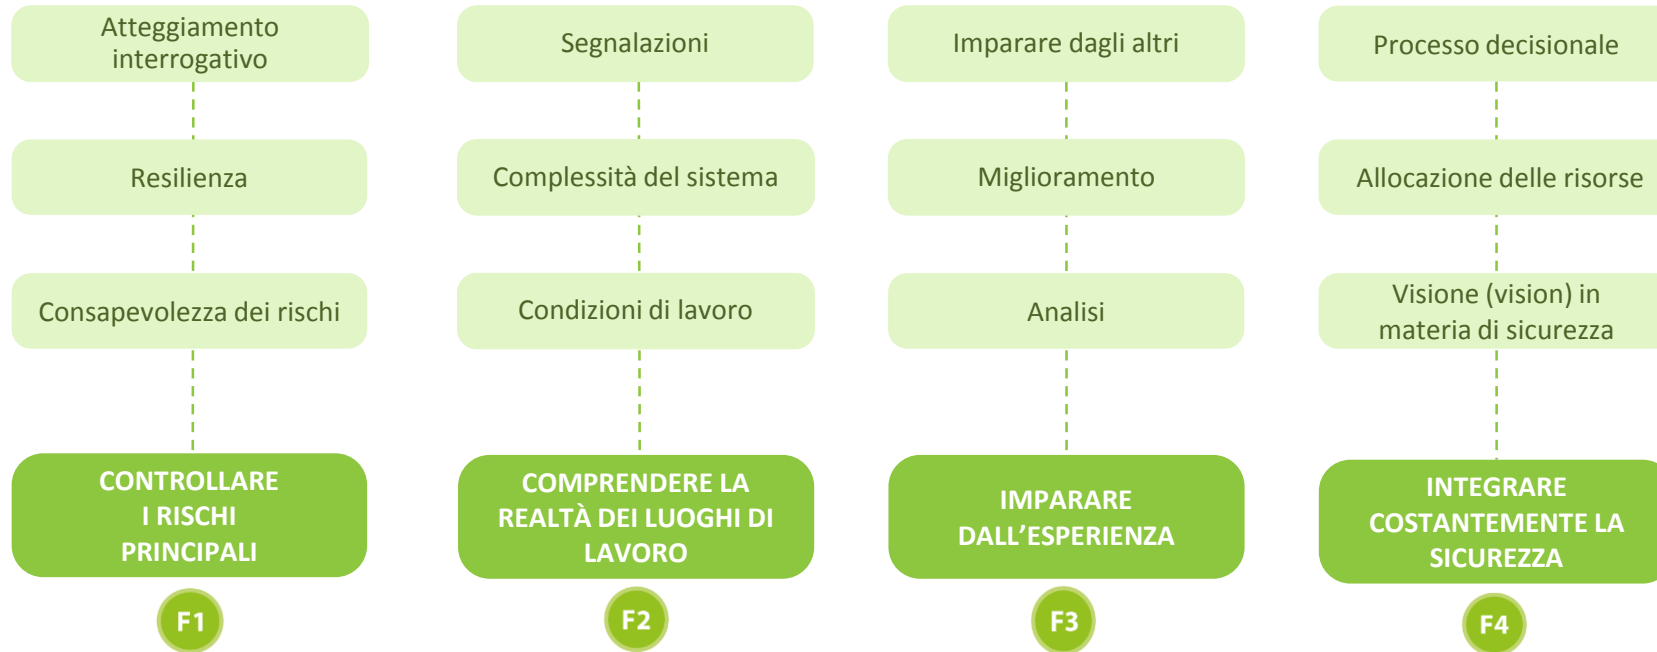 Atteggiamento
interrogativo
Segnalazioni
Imparare dagli altri
Processo decisionale
Resilienza
Complessità del sistema
Miglioramento
Allocazione delle risorse
Consapevolezza dei rischi
Condizioni di lavoro
Analisi
Visione (vision) in
materia di sicurezza
CONTROLLARE
I RISCHI
PRINCIPALI
COMPRENDERE LA
REALTÀ DEI LUOGHI DI
LAVORO
IMPARARE
DALL’ESPERIENZA
INTEGRARE
COSTANTEMENTE LA
SICUREZZA
F1
F2
F3
F4